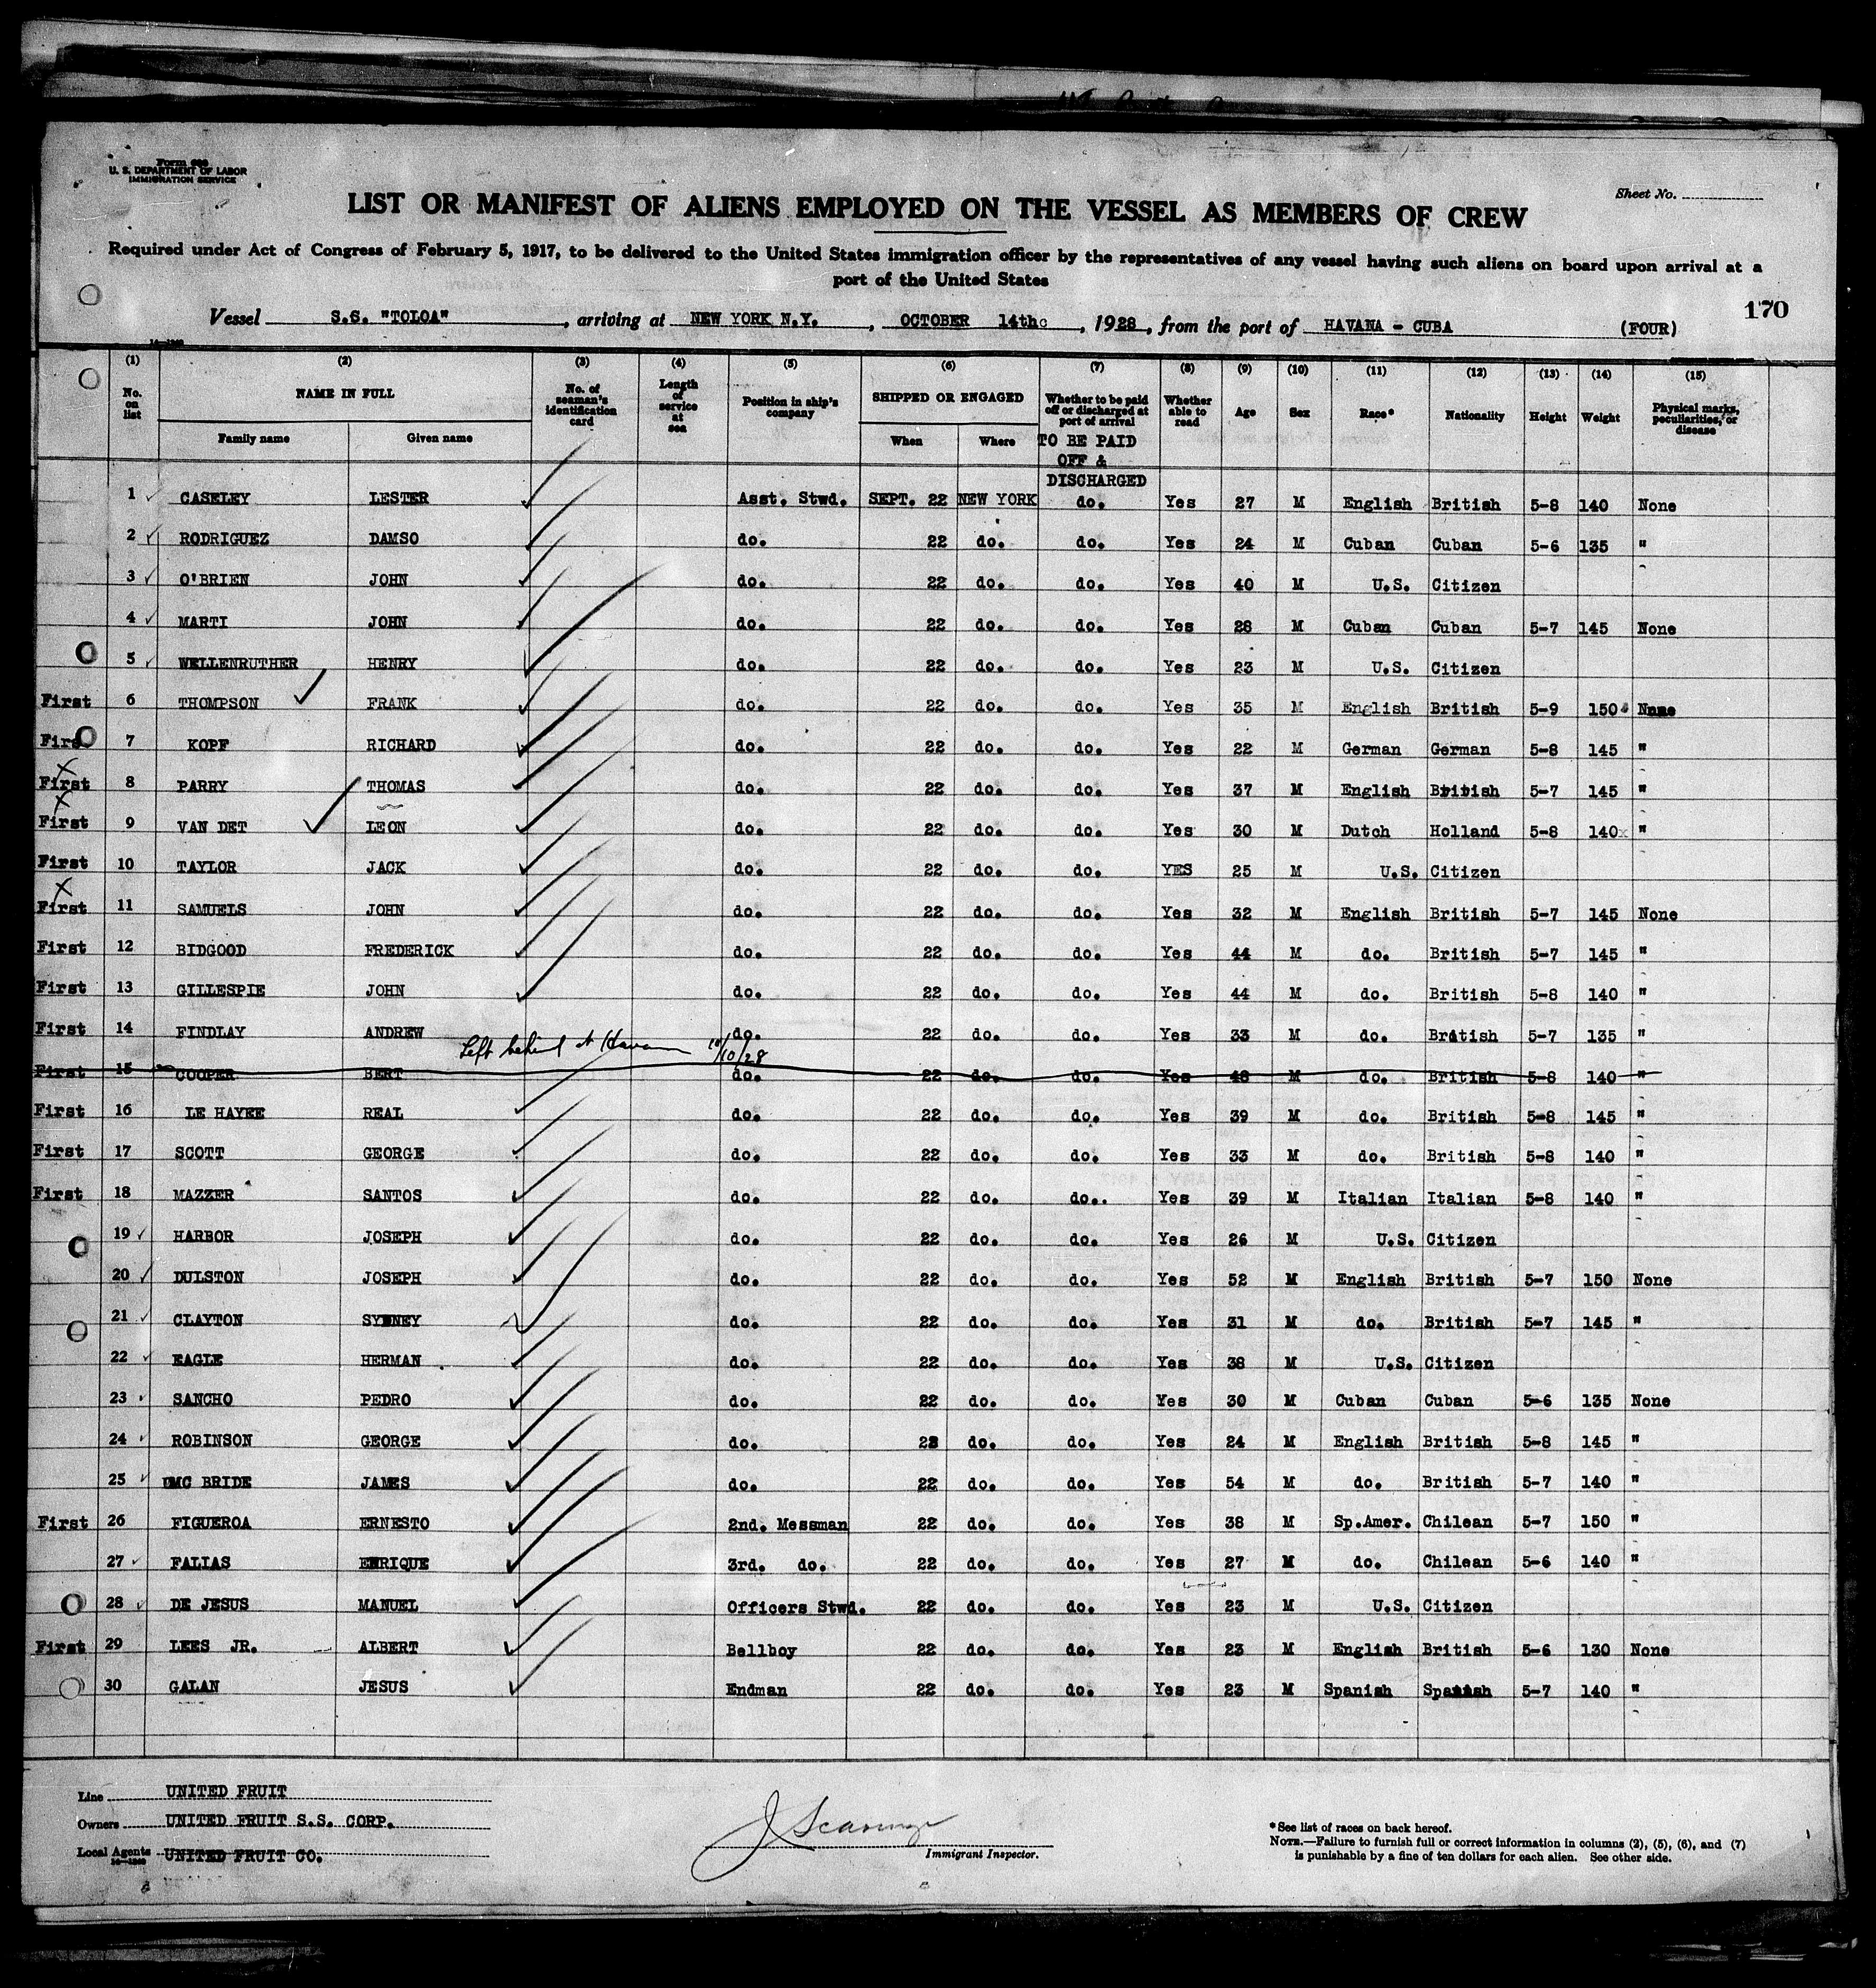 Form 680
U. S. DEPARTMENT OF LABOR
IMMIGRATION SERVICE
Sheet No.
LIST OR MANIFEST OF ALIENS EMPLOYED ON THE VESSEL AS MEMBERS OF CREW
Required under Act of Congress of February 5, 1917, to be delivered to the United States immigration officer by the representatives of any vessel having such aliens on board upon arrival at a
port of the United States
170
Vessel S.S. "TOLOA", arriving at NEW YORK N.Y., OCTOBER 14th, 1928, from the port of HAVANA - CUBA (FOUR)
(1) (2) (3) (4) (5) (6) (7) (8) (9) (10) (11) (12) (13) (14) (15)
No. on list NAME IN FULL No. of seaman's identification card Length of service at sea Position in ship's company SHIPPED OR ENGAGED Whether to be paid off or discharged at port of arrival Whether able to read Age Sex Race* Nationality Height Weight Physical marks, peculiarities, or disease
Family name Given name When Where
TO BE PAID OFF & DISCHARGED
1 CASELEY LESTER Asst. Stwd. SEPT. 22 NEW YORK do. Yes 27 M English British 5-8 140 None
2 RODRIGUEZ DAMSO do. 22 do. do. Yes 24 M Cuban Cuban 5-6 135 "
3 O'BRIEN JOHN do. 22 do. do. Yes 40 M U.S. Citizen
4 MARTI JOHN do. 22 do. do. Yes 28 M Cuban Cuban 5-7 145 None
5 WELLENRUTHER HENRY do. 22 do. do. Yes 23 M U.S. Citizen
First 6 THOMPSON FRANK do. 22 do. do. Yes 35 M English British 5-9 150 None
First 7 KOPF RICHARD do. 22 do. do. Yes 22 M German German 5-8 145 "
First 8 PARRY THOMAS do. 22 do. do. Yes 37 M English British 5-7 145 "
First 9 VAN DET LEON do. 22 do. do. Yes 30 M Dutch Holland 5-8 140 "
First 10 TAYLOR JACK do. 22 do. do. YES 25 M U.S. Citizen
First 11 SAMUELS JOHN do. 22 do. do. Yes 32 M English British 5-7 145 None
First 12 BIDGOOD FREDERICK do. 22 do. do. Yes 44 M do. British 5-7 145 "
First 13 GILLESPIE JOHN do. 22 do. do. Yes 44 M do. British 5-8 140 "
First 14 FINDLAY ANDREW do. 22 do. do. Yes 33 M do. British 5-7 135 "
Left behind at Havana 10/10/28
First 15 COOPER BERT do. 22 do. do. Yes 48 M do. British 5-8 140 "
First 16 LE HAYEE REAL do. 22 do. do. Yes 39 M do. British 5-8 145 "
First 17 SCOTT GEORGE do. 22 do. do. Yes 33 M do. British 5-8 140 "
First 18 MAZZER SANTOS do. 22 do. do.. Yes 39 M Italian Italian 5-8 140 "
19 HARBOR JOSEPH do. 22 do. do. Yes 26 M U.S. Citizen
20 DULSTON JOSEPH do. 22 do. do. Yes 52 M English British 5-7 150 None
21 CLAYTON SYDNEY do. 22 do. do. Yes 31 M do. British 5-7 145 "
22 EAGLE HERMAN do. 22 do. do. Yes 38 M U.S. Citizen
23 SANCHO PEDRO do. 22 do. do. Yes 30 M Cuban Cuban 5-6 135 None
24 ROBINSON GEORGE do. 22 do. do. Yes 24 M English British 5-8 145 "
25 MC BRIDE JAMES do. 22 do. do. Yes 54 M do. British 5-7 140 "
First 26 FIGUEROA ERNESTO 2nd. Messman 22 do. do. Yes 38 M Sp.Amer. Chilean 5-7 150 "
27 FALIAS ENRIQUE 3rd. do. 22 do. do. Yes 27 M do. Chilean 5-6 140 "
28 DE JESUS MANUEL Officers Stwd. 22 do. do. Yes 23 M U.S. Citizen
First 29 LEES JR. ALBERT Bellboy 22 do. do. Yes 23 M English British 5-6 130 None
30 GALAN JESUS Endman 22 do. do. Yes 23 M Spanish Spanish 5-7 140 "
Line UNITED FRUIT
Owners UNITED FRUIT S.S. CORP.
Local Agents UNITED FRUIT CO.
Immigrant Inspector.
*See list of races on back hereof.
NOTE.—Failure to furnish full or correct information in columns (2), (5), (6), and (7)
is punishable by a fine of ten dollars for each alien. See other side.